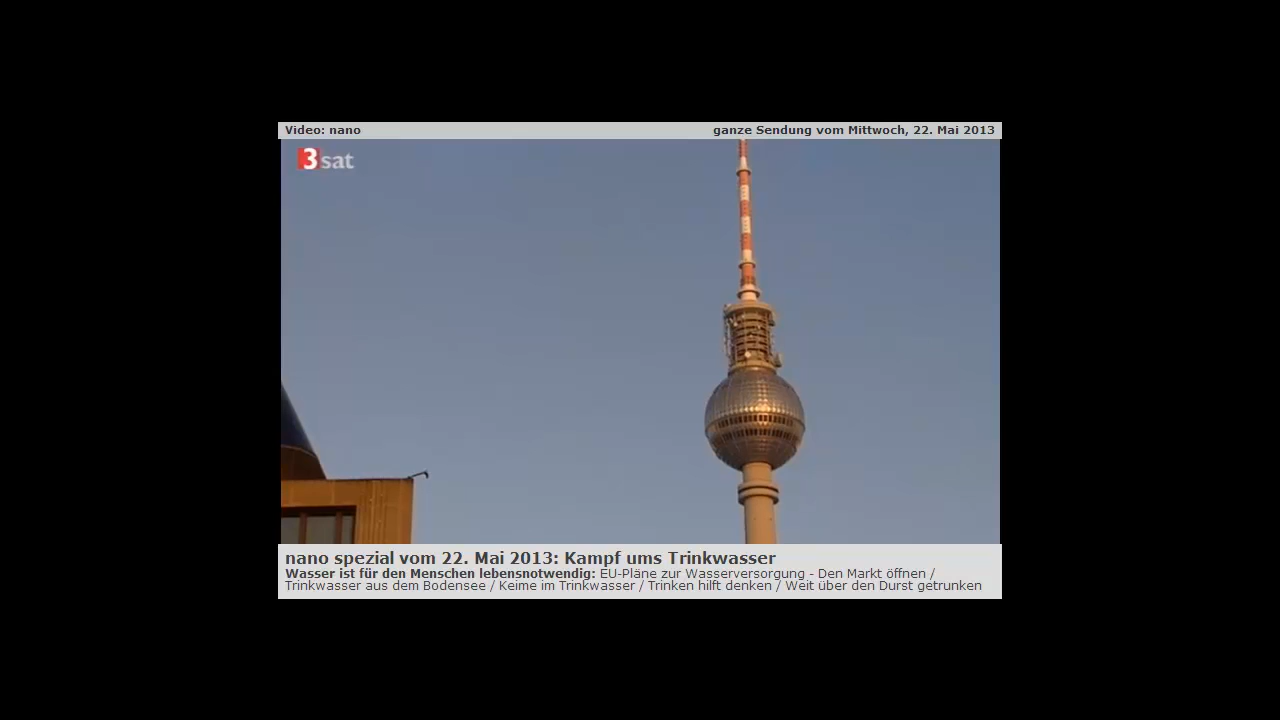 Video: nano
ganze Sendung vom Mittwoch, 22. Mai 2013
3sat
nano spezial vom 22. Mai 2013: Kampf ums Trinkwasser
Wasser ist für den Menschen lebensnotwendig: EU-Pläne zur Wasserversorgung - Den Markt öffnen /
Trinkwasser aus dem Bodensee / Keime im Trinkwasser / Trinken hilft denken / Weit über den Durst getrunken